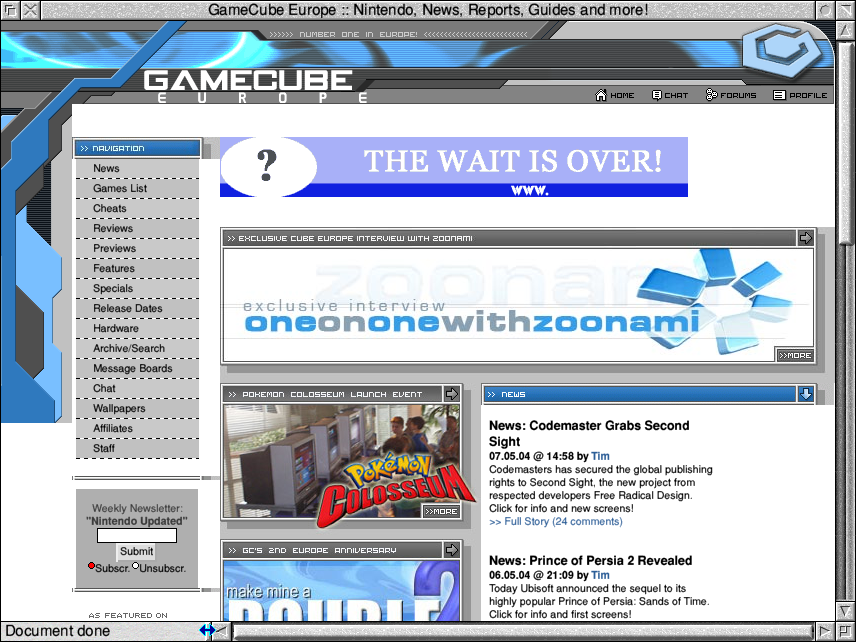 GameCube Europe :: Nintendo, News, Reports, Guides and more!
>>>>>> NUMBER ONE IN EUROPE! <<<<<<<<<<<<<<<<<<<<<<<<<<
GAMECUBE
EUROPE
HOME CHAT FORUMS PROFILE
>> NAVIGATION
News
Games List
Cheats
Reviews
Previews
Features
Specials
Release Dates
Hardware
Archive/Search
Message Boards
Chat
Wallpapers
Affiliates
Staff
Weekly Newsletter:
"Nintendo Updated"
Submit
Subscr. Unsubscr.
AS FEATURED ON
? THE WAIT IS OVER!
WWW.
>> EXCLUSIVE CUBE EUROPE INTERVIEW WITH ZOONAMI
zoonami
exclusive interview
oneononewithzoonami
>>MORE
>> POKEMON COLOSSEUM LAUNCH EVENT
POKéMON
COLOSSEUM
>>MORE
>> GC'S 2ND EUROPE ANNIVERSARY
make mine a
DOUBLE
2
>> NEWS
News: Codemaster Grabs Second
Sight
07.05.04 @ 14:58 by Tim
Codemasters has secured the global publishing
rights to Second Sight, the new project from
respected developers Free Radical Design.
Click for info and new screens!
>> Full Story (24 comments)
News: Prince of Persia 2 Revealed
06.05.04 @ 21:09 by Tim
Today Ubisoft announced the sequel to its
highly popular Prince of Persia: Sands of Time.
Click for info and first screens!
Document done